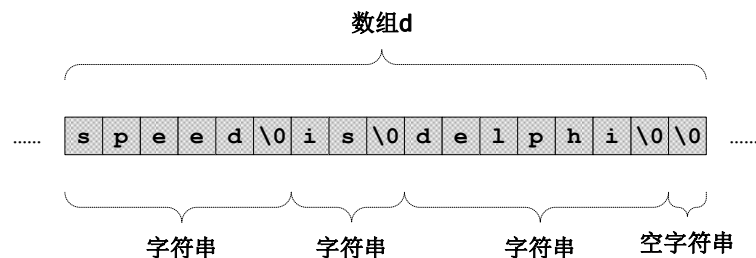 数组d
…… s p e e d \0 i s \0 d e l p h i \0 \0 ……
字符串 字符串 字符串 空字符串